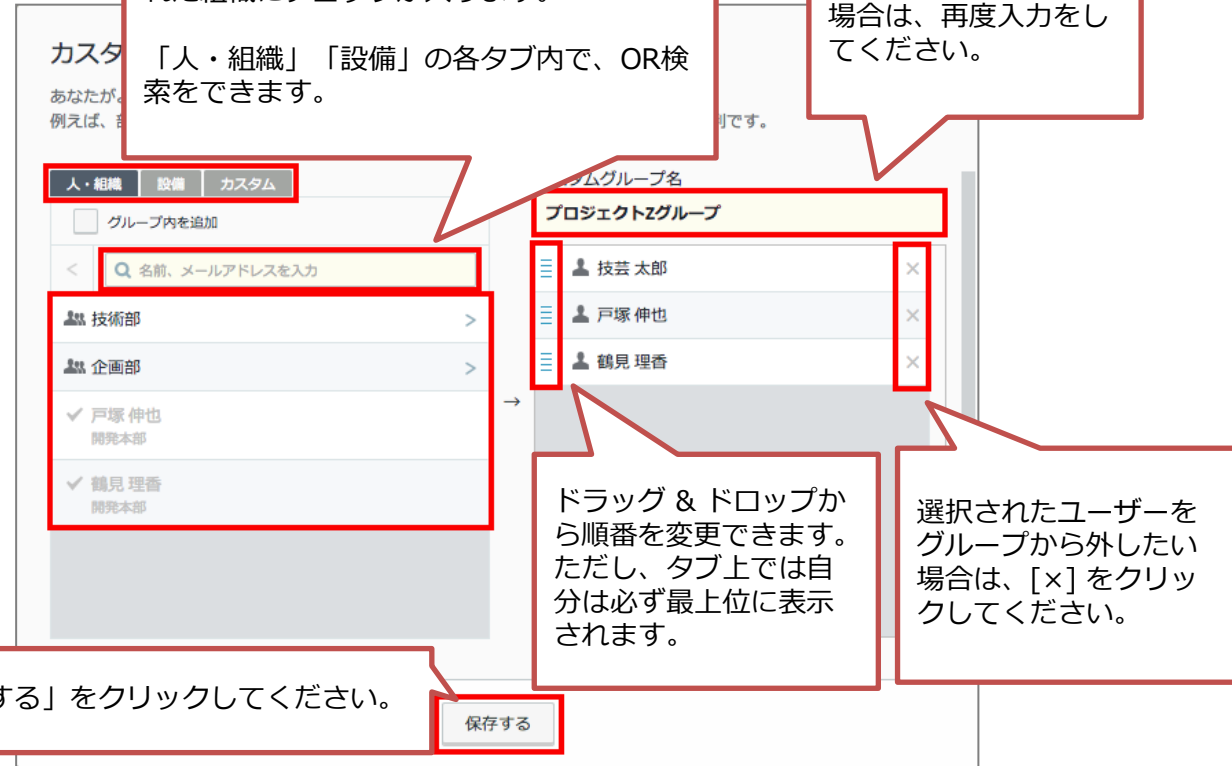 場合は、再度入力をし
てください。
「人・組織」「設備」の各タブ内で、OR検
索をできます。
カスタ
あなたが
例えば、
です。
人・組織 設備 カスタム
グループ内を追加
< 名前、メールアドレスを入力
技術部 >
企画部 >
戸塚 伸也
開発本部
鶴見 理香
開発本部
→
タムグループ名
プロジェクトZグループ
技芸 太郎 ×
戸塚 伸也 ×
鶴見 理香 ×
ドラッグ & ドロップか
ら順番を変更できます。
ただし、タブ上では自
分は必ず最上位に表示
されます。
選択されたユーザーを
グループから外したい
場合は、[×] をクリッ
クしてください。
する」をクリックしてください。
保存する